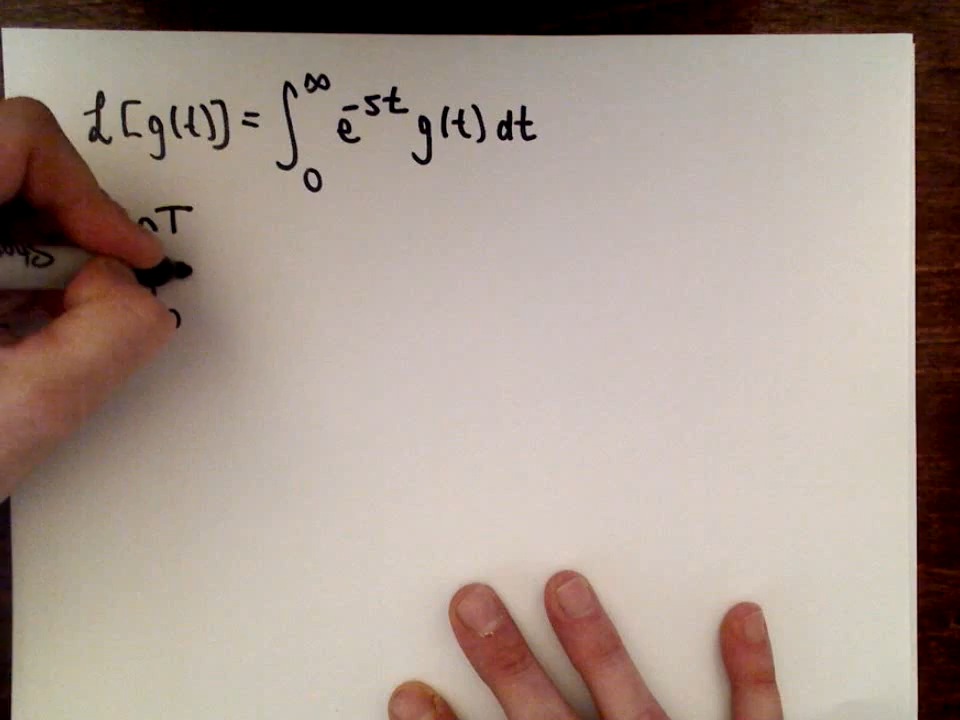 ℒ[g(t)] = ∫₀^∞ e^{-st} g(t) dt
T